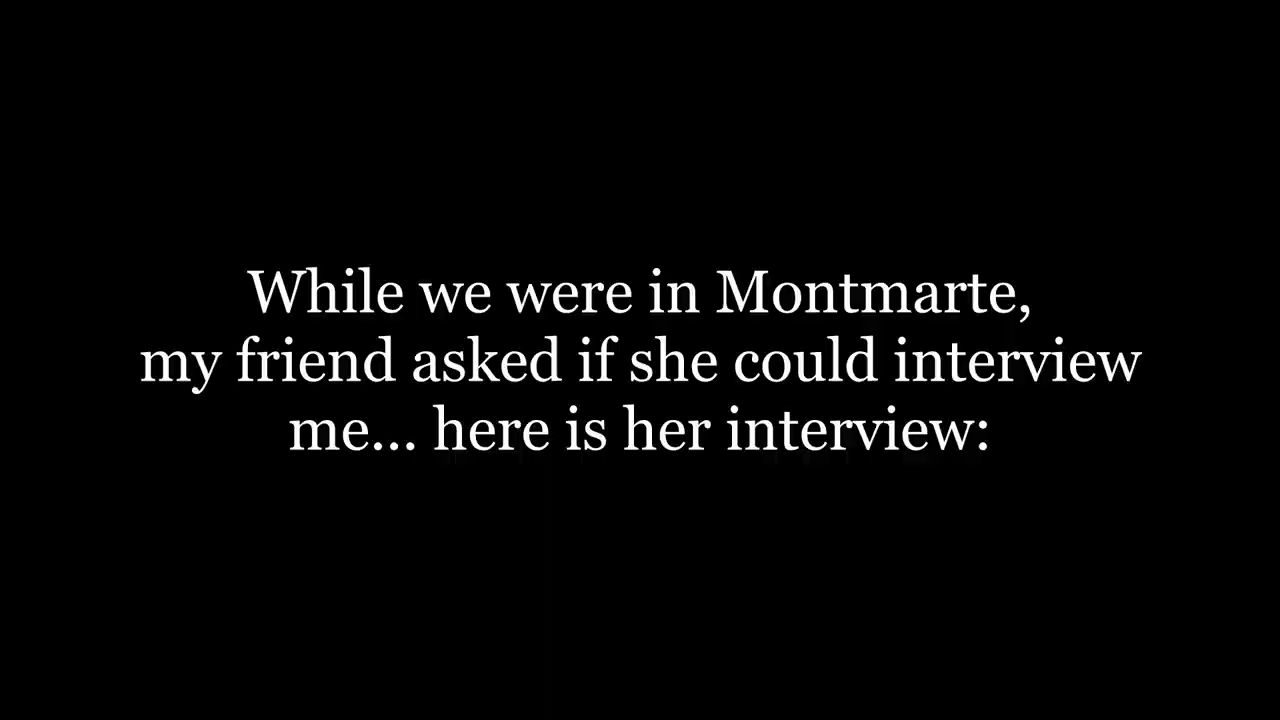 While we were in Montmarte,
my friend asked if she could interview
me... here is her interview: